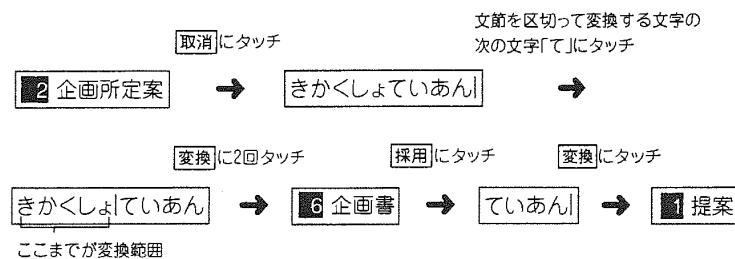 取消にタッチ
文節を区切って変換する文字の
次の文字「て」にタッチ
2 企画所定案 → きかくしょていあん →
変換に2回タッチ
採用にタッチ
変換にタッチ
きかくしょ|ていあん → 6 企画書 → ていあん → 1 提案
ここまでが変換範囲